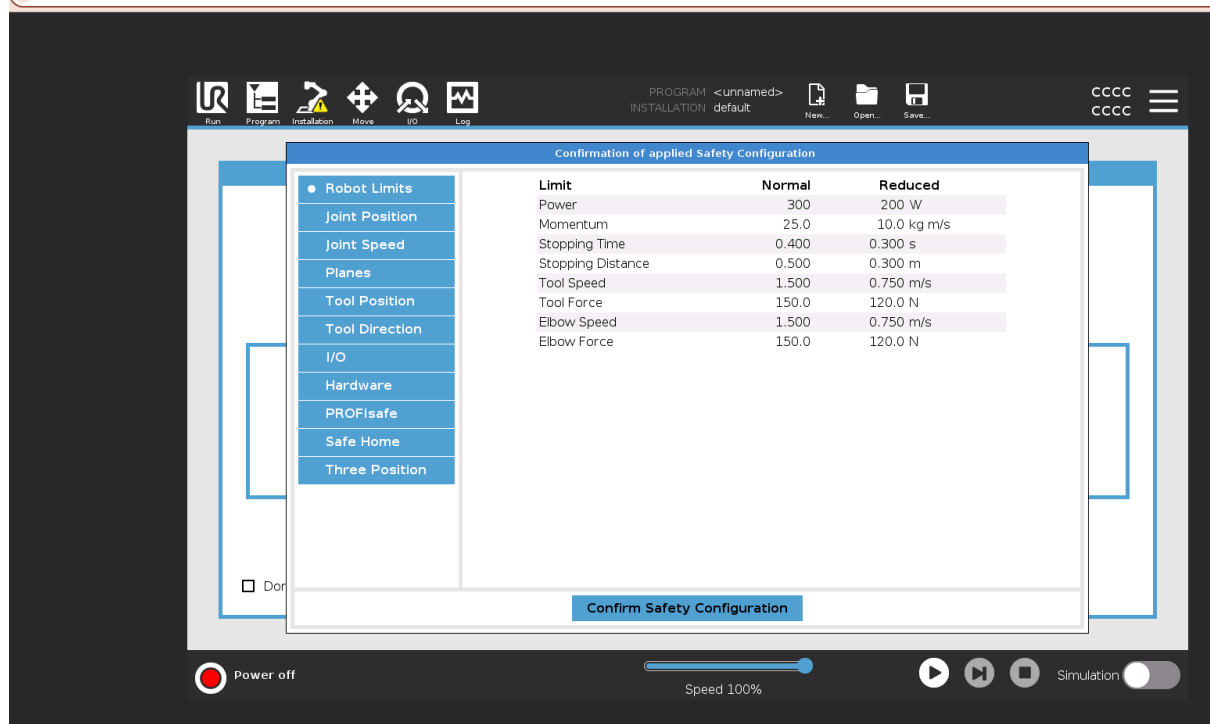 PROGRAM <unnamed>
INSTALLATION default
CCCC
CCCC
Run Program Installation Move I/O Log New... Open... Save...
Confirmation of applied Safety Configuration
Robot Limits
Joint Position
Joint Speed
Planes
Tool Position
Tool Direction
I/O
Hardware
PROFIsafe
Safe Home
Three Position
Limit Normal Reduced
Power 300 200 W
Momentum 25.0 10.0 kg m/s
Stopping Time 0.400 0.300 s
Stopping Distance 0.500 0.300 m
Tool Speed 1.500 0.750 m/s
Tool Force 150.0 120.0 N
Elbow Speed 1.500 0.750 m/s
Elbow Force 150.0 120.0 N
Don
Confirm Safety Configuration
Power off
Speed 100%
Simulation